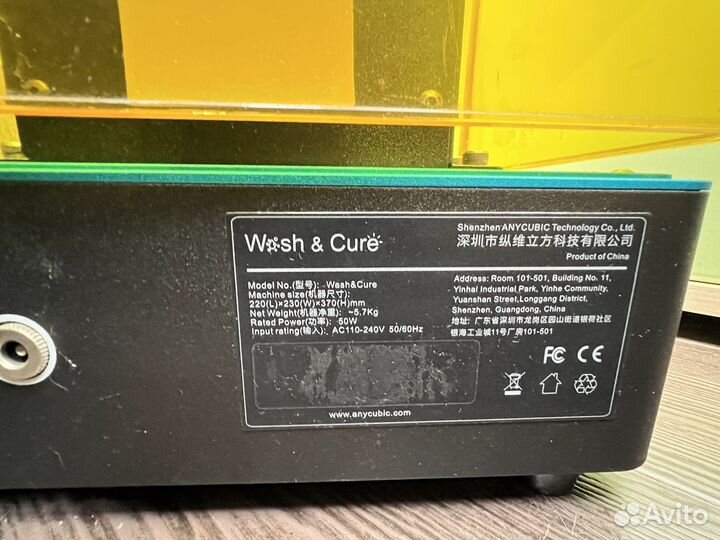 Wash & Cure
Shenzhen ANYCUBIC Technology Co., Ltd.
深圳市纵维立方科技有限公司
Product of China
Model No.(型号): Wash&Cure
Machine size(机器尺寸):
220(L)×230(W)×370(H)mm
Net Weight(机器净重): ~5.7Kg
Rated Power(功率): 50W
Input rating(输入): AC110-240V 50/60Hz
Address: Room 101-501, Building No. 11,
Yinhai Industrial Park, Yinhe Community,
Yuanshan Street,Longgang District,
Shenzhen, Guangdong, China
地址: 广东省深圳市龙岗区园山街道银荷社区
银海工业城11号厂房101-501
FC CE
www.anycubic.com
Avito